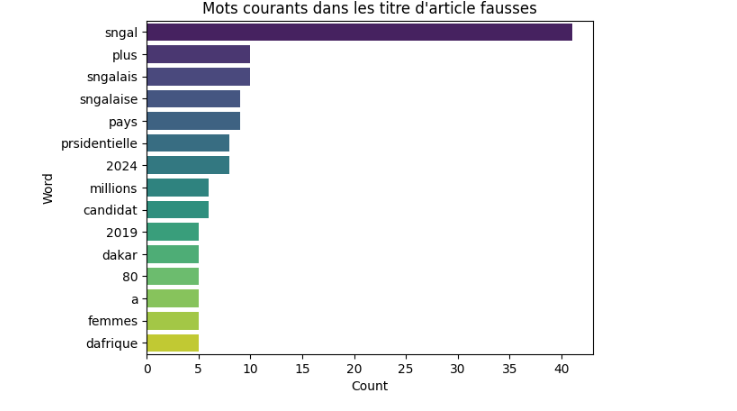 Mots courants dans les titre d'article fausses
sngal
plus
sngalais
sngalaise
pays
prsidentielle
2024
millions
candidat
2019
dakar
80
a
femmes
dafrique
Word
0 5 10 15 20 25 30 35 40
Count